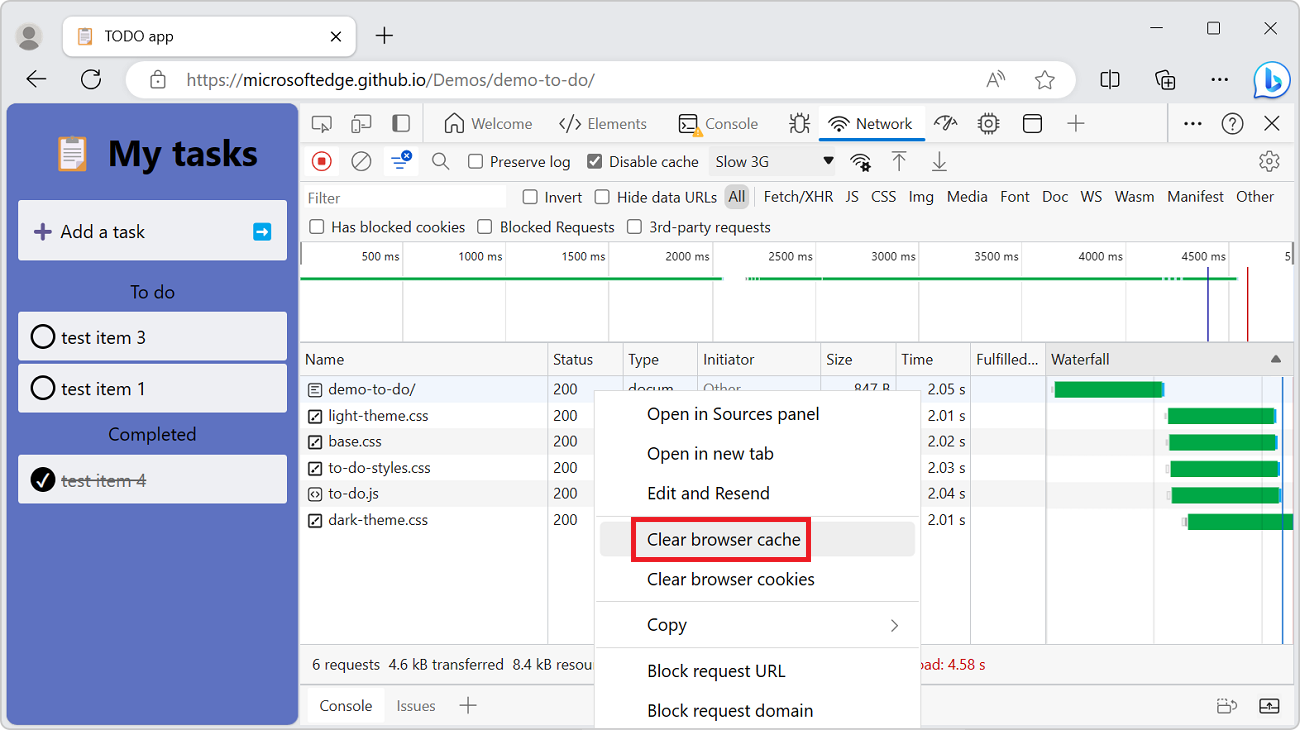 TODO app
https://microsoftedge.github.io/Demos/demo-to-do/
My tasks
Add a task
To do
test item 3
test item 1
Completed
test item 4
Welcome Elements Console Network
Preserve log Disable cache Slow 3G
Filter Invert Hide data URLs All Fetch/XHR JS CSS Img Media Font Doc WS Wasm Manifest Other
Has blocked cookies Blocked Requests 3rd-party requests
500 ms 1000 ms 1500 ms 2000 ms 2500 ms 3000 ms 3500 ms 4000 ms 4500 ms 5
Name Status Type Initiator Size Time Fulfilled... Waterfall
demo-to-do/ 200 docum Other 847 B 2.05 s
light-theme.css 200 2.01 s
base.css 200 2.02 s
to-do-styles.css 200 2.03 s
to-do.js 200 2.04 s
dark-theme.css 200 2.01 s
Open in Sources panel
Open in new tab
Edit and Resend
Clear browser cache
Clear browser cookies
Copy
Block request URL
Block request domain
6 requests 4.6 kB transferred 8.4 kB resou oad: 4.58 s
Console Issues